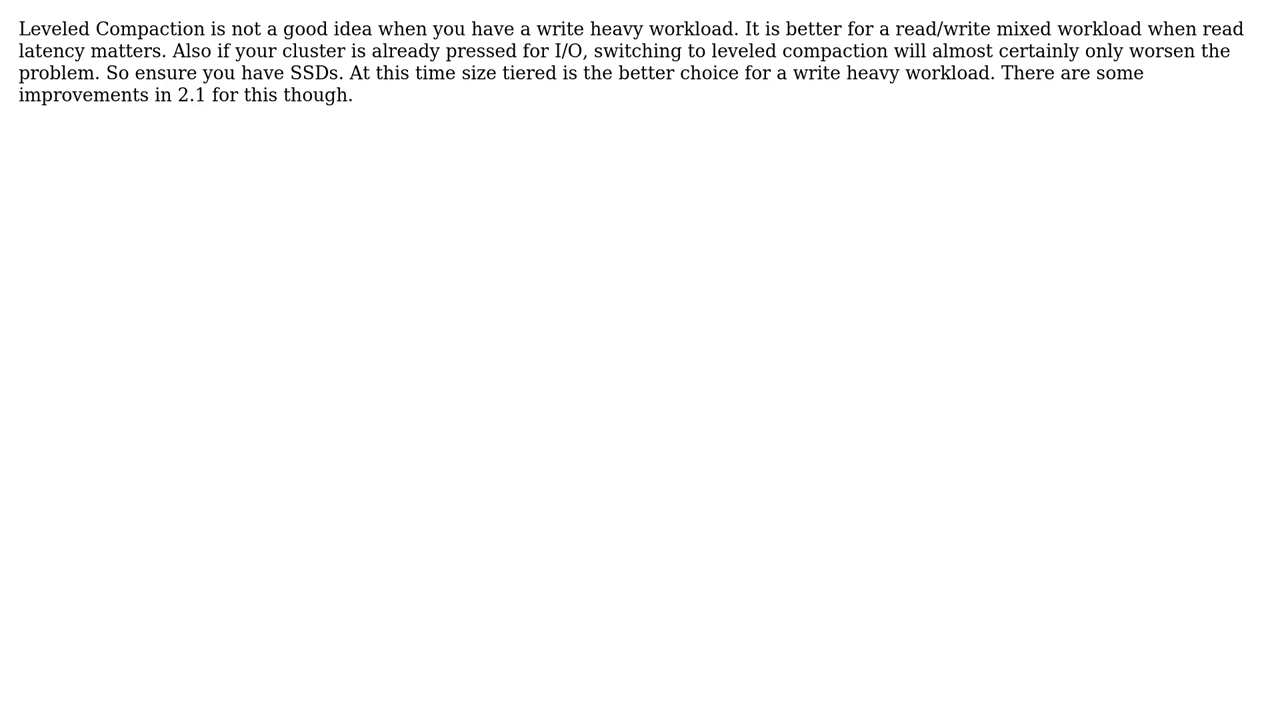 Leveled Compaction is not a good idea when you have a write heavy workload. It is better for a read/write mixed workload when read
latency matters. Also if your cluster is already pressed for I/O, switching to leveled compaction will almost certainly only worsen the
problem. So ensure you have SSDs. At this time size tiered is the better choice for a write heavy workload. There are some
improvements in 2.1 for this though.